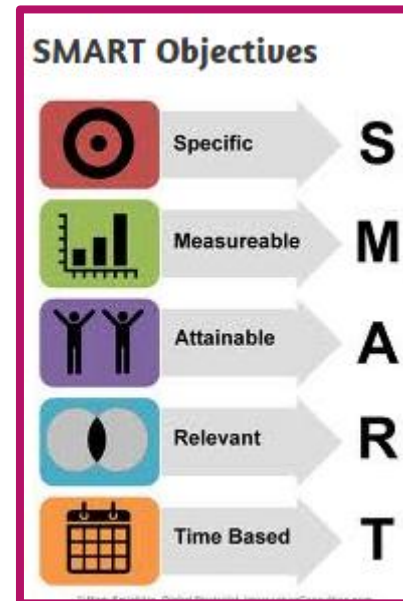 SMART Objectives
Specific S
Measureable M
Attainable A
Relevant R
Time Based T